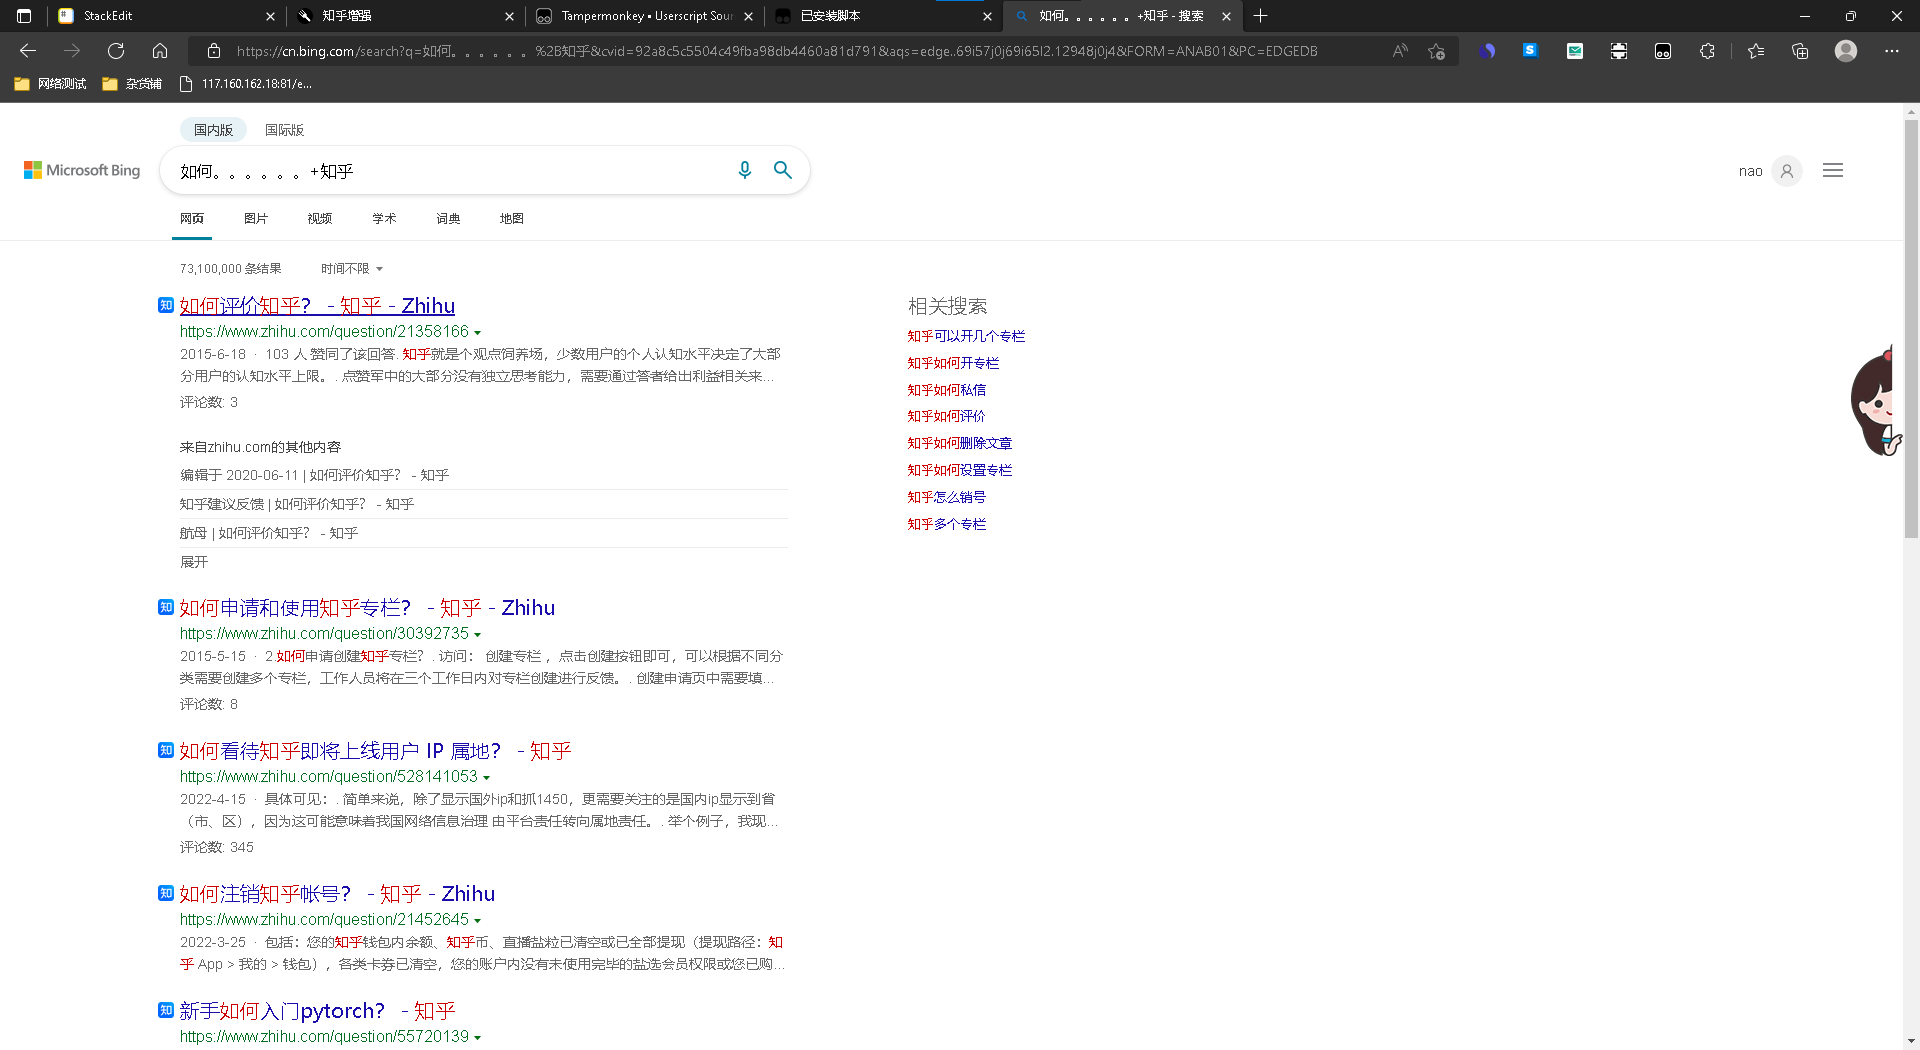 StackEdit
知乎增强
Tampermonkey • Userscript Sour
已安装脚本
如何。。。。。。+知乎 - 搜索
https://cn.bing.com/search?q=如何。。。。。。%2B知乎&cvid=92a8c5c5504c49fba98db4460a81d791&aqs=edge..69i57j0j69i65l2.12948j0j4&FORM=ANAB01&PC=EDGEDB
网络测试
杂货铺
117.160.162.18:81/e...
国内版 国际版
Microsoft Bing
如何。。。。。。+知乎
nao
网页 图片 视频 学术 词典 地图
73,100,000 条结果 时间不限
如何评价知乎? - 知乎 - Zhihu
https://www.zhihu.com/question/21358166
2015-6-18 · 103 人 赞同了该回答. 知乎就是个观点饲养场，少数用户的个人认知水平决定了大部
分用户的认知水平上限。. 点赞军中的大部分没有独立思考能力，需要通过答者给出利益相关来...
评论数: 3
来自zhihu.com的其他内容
编辑于 2020-06-11 | 如何评价知乎? - 知乎
知乎建议反馈 | 如何评价知乎? - 知乎
航母 | 如何评价知乎? - 知乎
展开
如何申请和使用知乎专栏? - 知乎 - Zhihu
https://www.zhihu.com/question/30392735
2015-5-15 · 2.如何申请创建知乎专栏? . 访问： 创建专栏 ，点击创建按钮即可，可以根据不同分
类需要创建多个专栏，工作人员将在三个工作日内对专栏创建进行反馈。. 创建申请页中需要填...
评论数: 8
如何看待知乎即将上线用户 IP 属地? - 知乎
https://www.zhihu.com/question/528141053
2022-4-15 · 具体可见：. 简单来说，除了显示国外ip和抓1450，更需要关注的是国内ip显示到省
（市、区），因为这可能意味着我国网络信息治理 由平台责任转向属地责任。. 举个例子，我现...
评论数: 345
如何注销知乎帐号? - 知乎 - Zhihu
https://www.zhihu.com/question/21452645
2022-3-25 · 包括：您的知乎钱包内余额、知乎币、直播盐粒已清空或已全部提现（提现路径：知
乎 App > 我的 > 钱包），各类卡券已清空，您的账户内没有未使用完毕的盐选会员权限或您已购...
新手如何入门pytorch? - 知乎
https://www.zhihu.com/question/55720139
相关搜索
知乎可以开几个专栏
知乎如何开专栏
知乎如何私信
知乎如何评价
知乎如何删除文章
知乎如何设置专栏
知乎怎么销号
知乎多个专栏